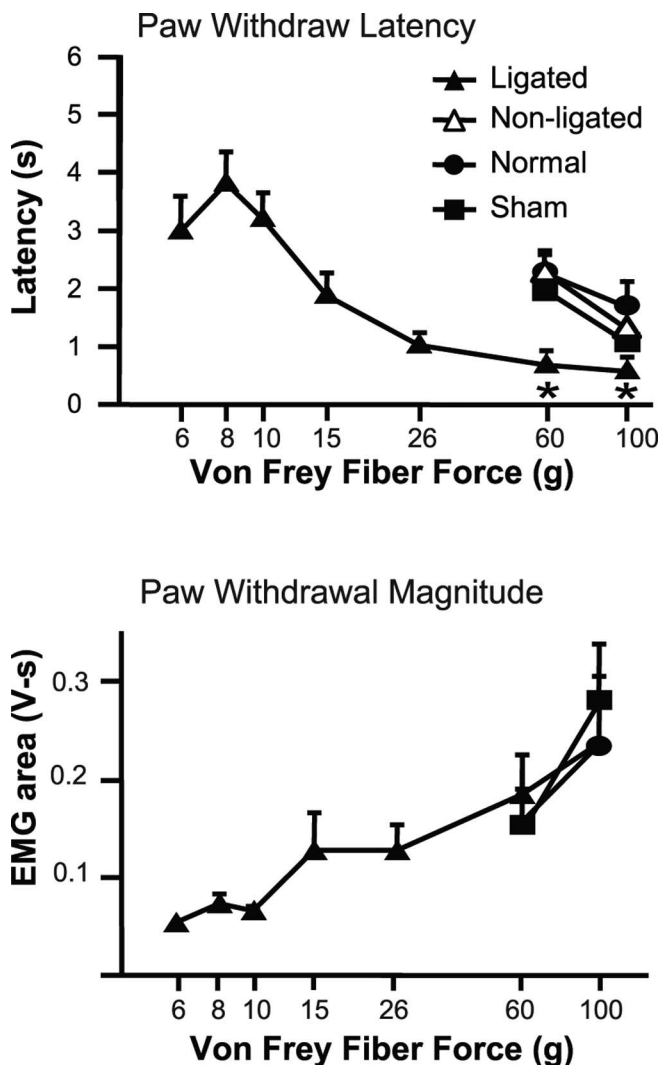 Paw Withdraw Latency
6
5
4
3
2
1
0
Latency (s)
Ligated
Non-ligated
Normal
Sham
* *
6 8 10 15 26 60 100
Von Frey Fiber Force (g)
Paw Withdrawal Magnitude
0.3
0.2
0.1
EMG area (V-s)
6 8 10 15 26 60 100
Von Frey Fiber Force (g)